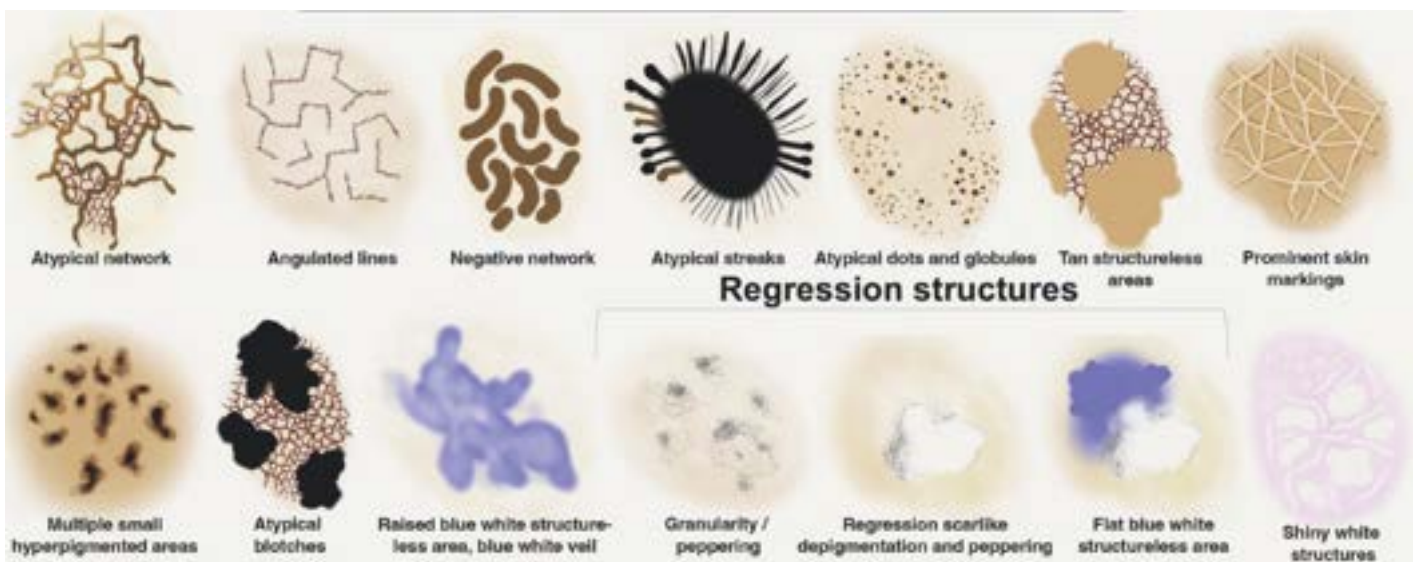 Atypical network
Angulated lines
Negative network
Atypical streaks
Atypical dots and globules
Tan structureless
areas
Prominent skin
markings
Regression structures
Multiple small
hyperpigmented areas
Atypical
blotches
Raised blue white structure-
less area, blue white veil
Granularity /
peppering
Regression scarlike
depigmentation and peppering
Flat blue white
structureless area
Shiny white
structures